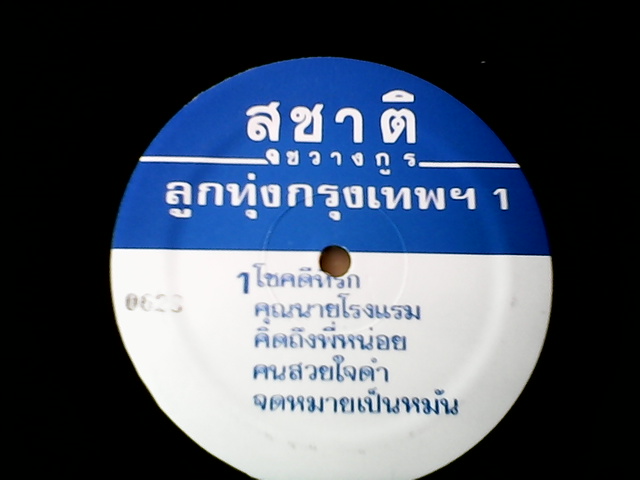 สุชาติ
ชวางกูร
ลูกทุ่งกรุงเทพฯ 1
1 โชคดีที่รัก
คุณนายโรงแรม
คิดถึงพี่หน่อย
คนสวยใจดำ
จดหมายเป็นหมัน